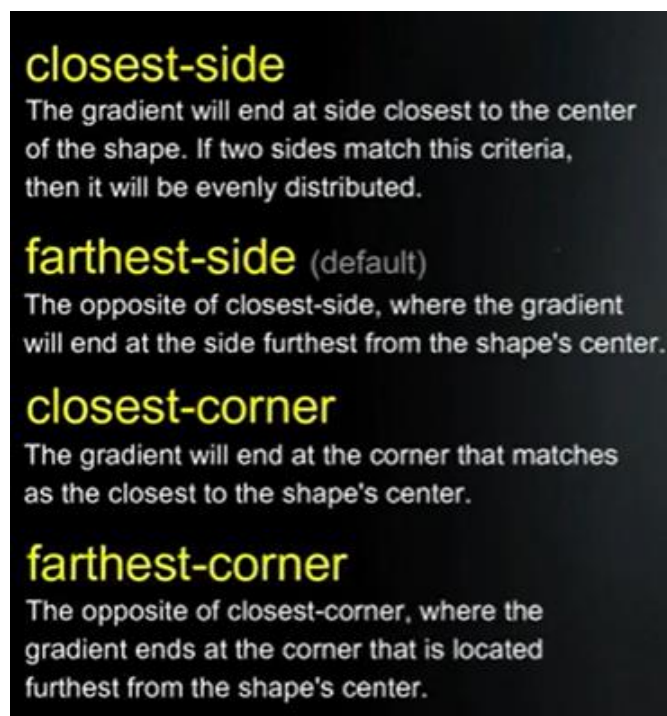 closest-side
The gradient will end at side closest to the center
of the shape. If two sides match this criteria,
then it will be evenly distributed.
farthest-side (default)
The opposite of closest-side, where the gradient
will end at the side furthest from the shape's center.
closest-corner
The gradient will end at the corner that matches
as the closest to the shape's center.
farthest-corner
The opposite of closest-corner, where the
gradient ends at the corner that is located
furthest from the shape's center.